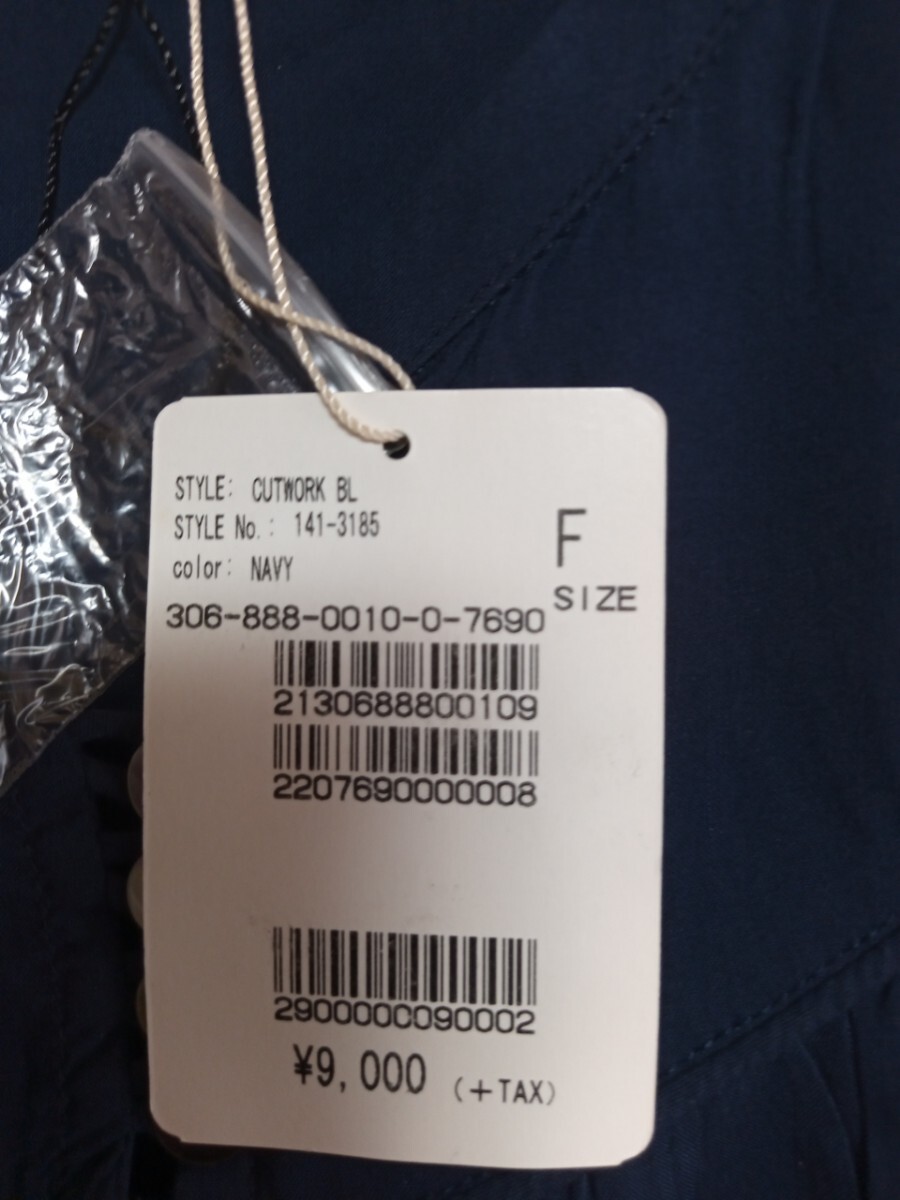 STYLE: CUTWORK BL
STYLE No.: 141-3185
color: NAVY
F
SIZE
306-888-0010-0-7690
2130688800109
2207690000008
2900000090002
¥9,000 (+TAX)